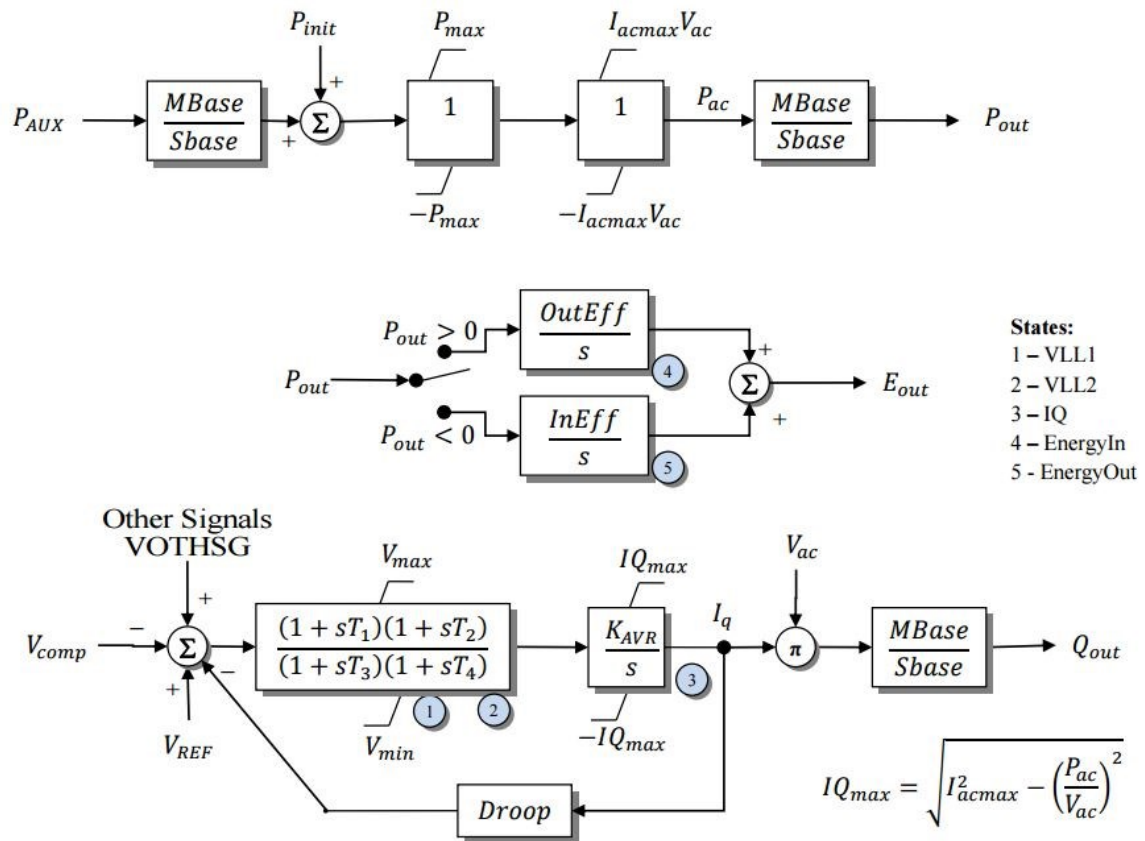 P_init
P_max
I_acmax V_ac
P_AUX
MBase
Sbase
+
+
Σ
1
1
P_ac
MBase
Sbase
P_out
−P_max
−I_acmax V_ac
OutEff
s
4
P_out > 0
P_out
P_out < 0
InEff
s
5
+
Σ
+
E_out
States:
1 – VLL1
2 – VLL2
3 – IQ
4 – EnergyIn
5 - EnergyOut
Other Signals
VOTHSG
+
V_comp
−
Σ
−
+
V_REF
V_max
(1 + sT_1)(1 + sT_2)
(1 + sT_3)(1 + sT_4)
1
2
V_min
IQ_max
K_AVR
s
3
−IQ_max
I_q
V_ac
π
MBase
Sbase
Q_out
Droop
IQ_max = √(I_acmax^2 − (P_ac/V_ac)^2)